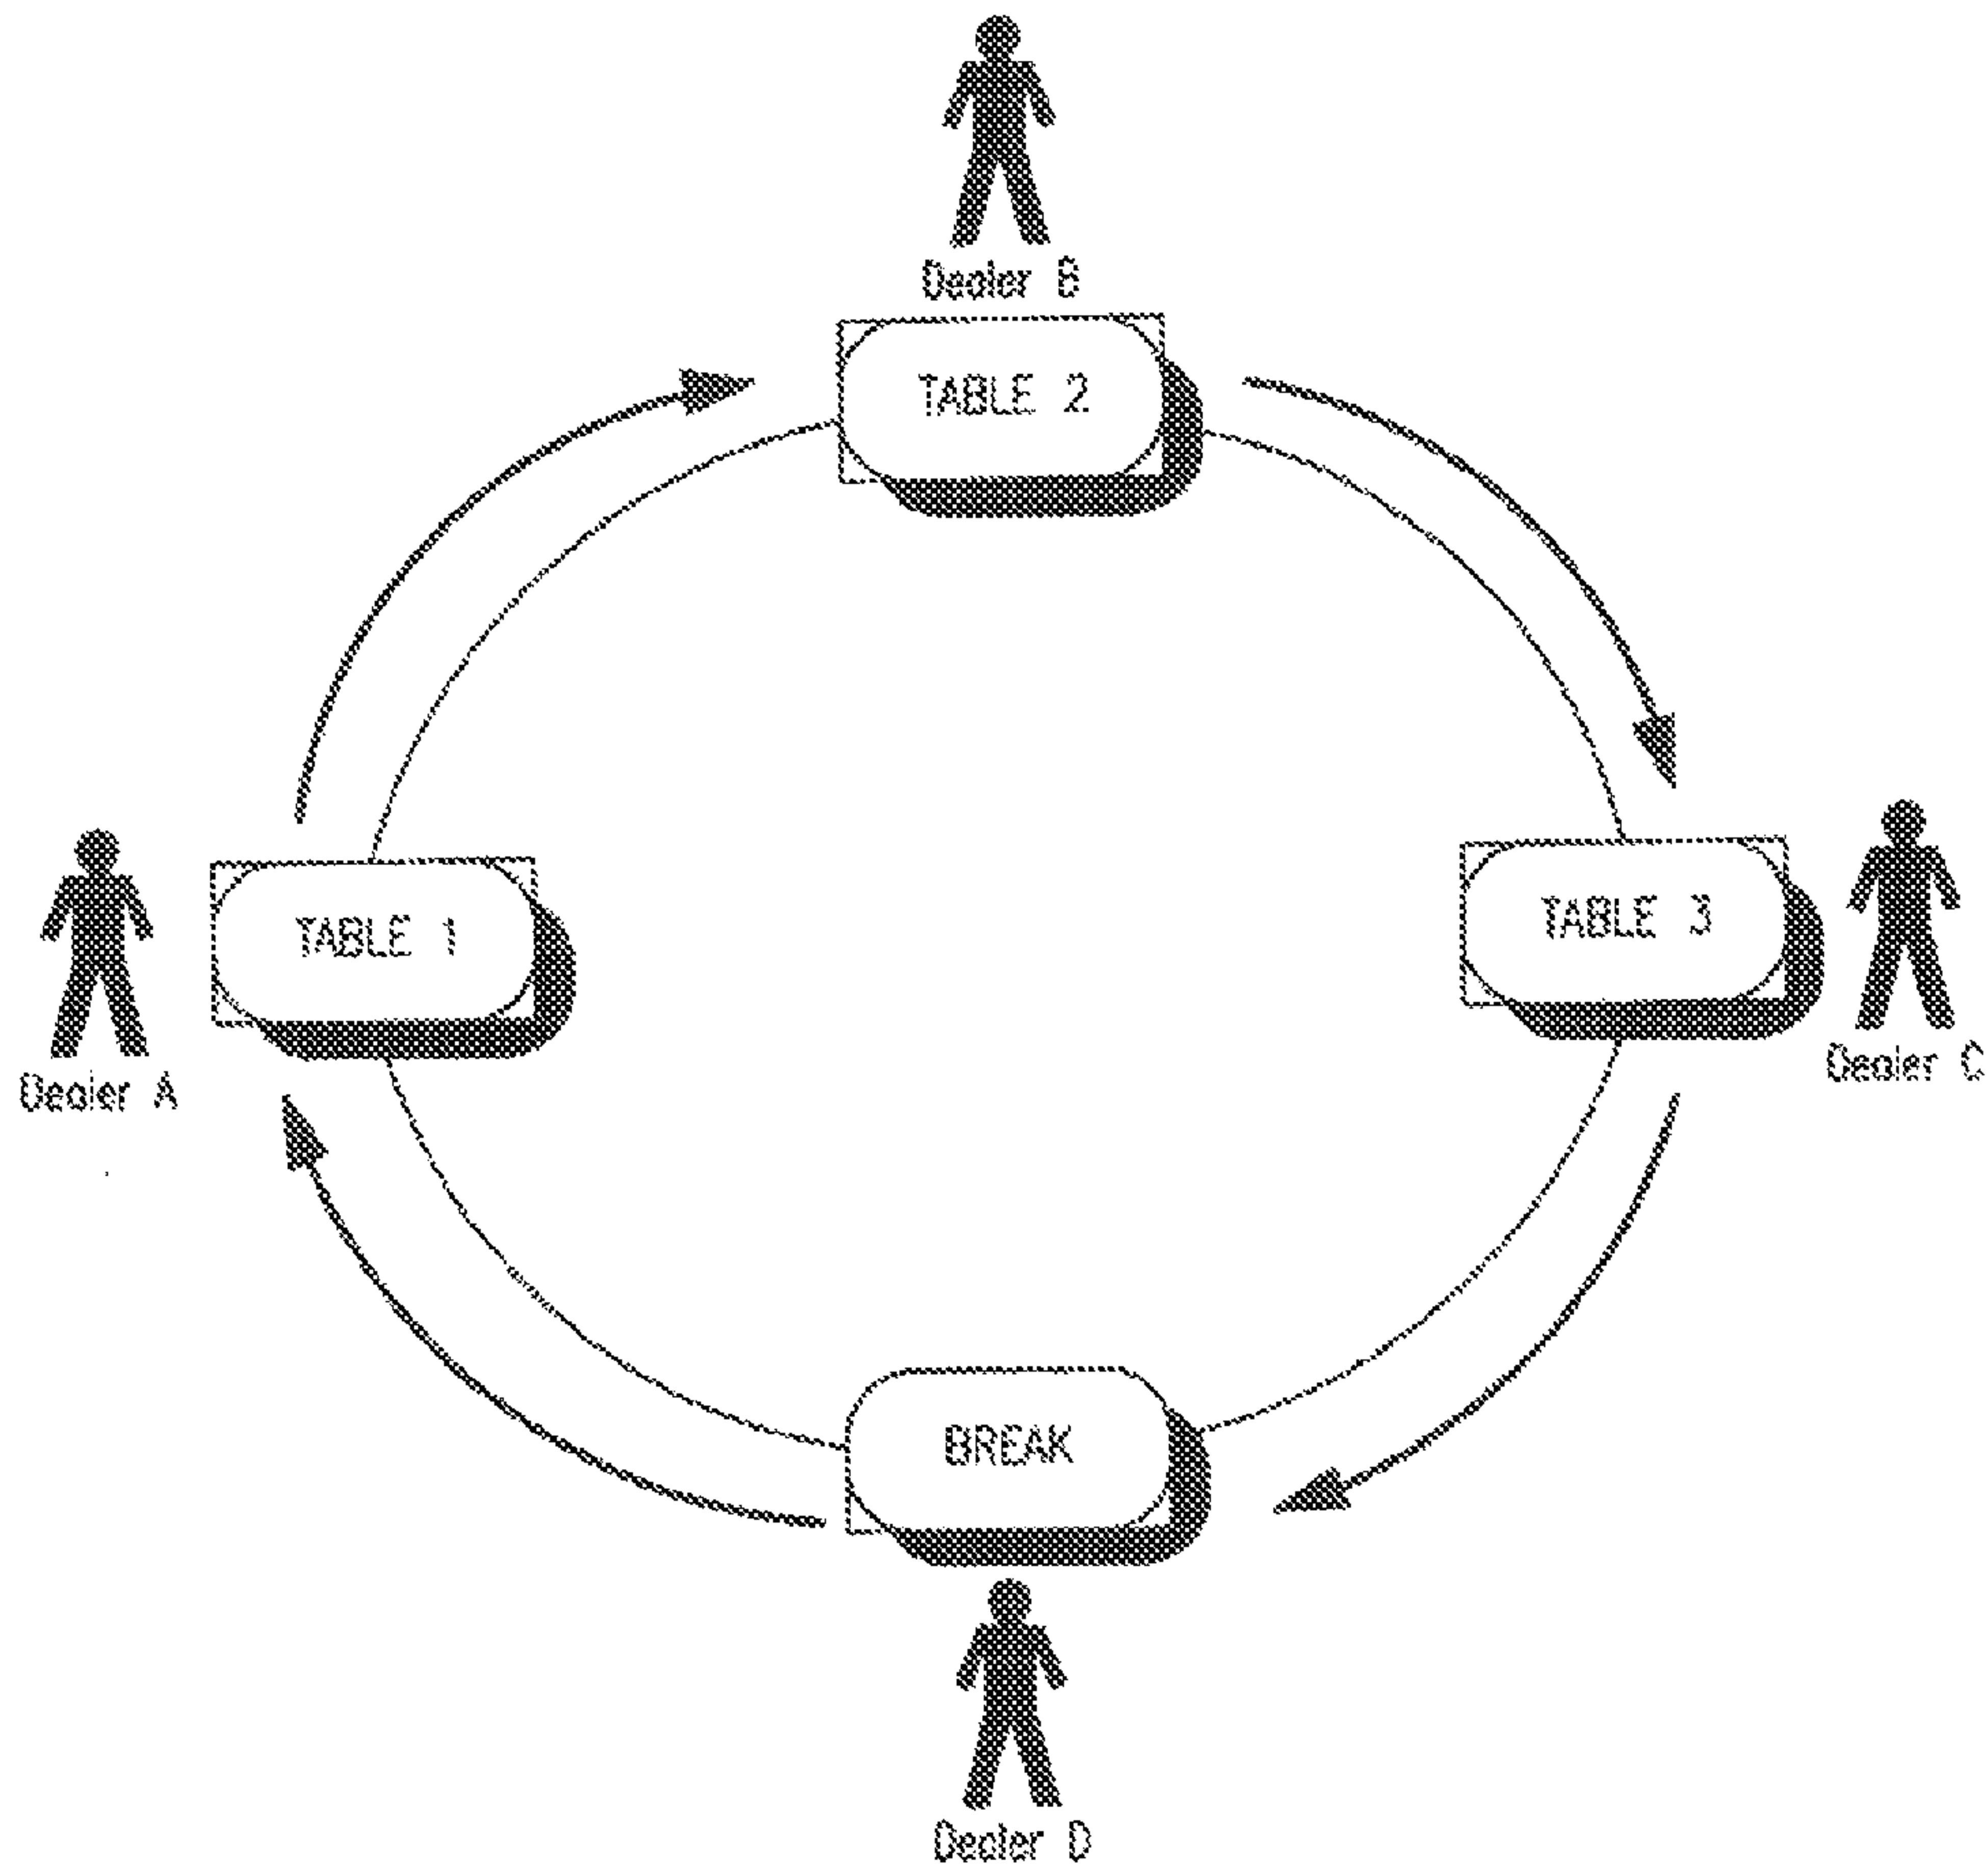 Dealer B
TABLE 2
TABLE 1
TABLE 3
Dealer A
Dealer C
BREAK
Dealer D